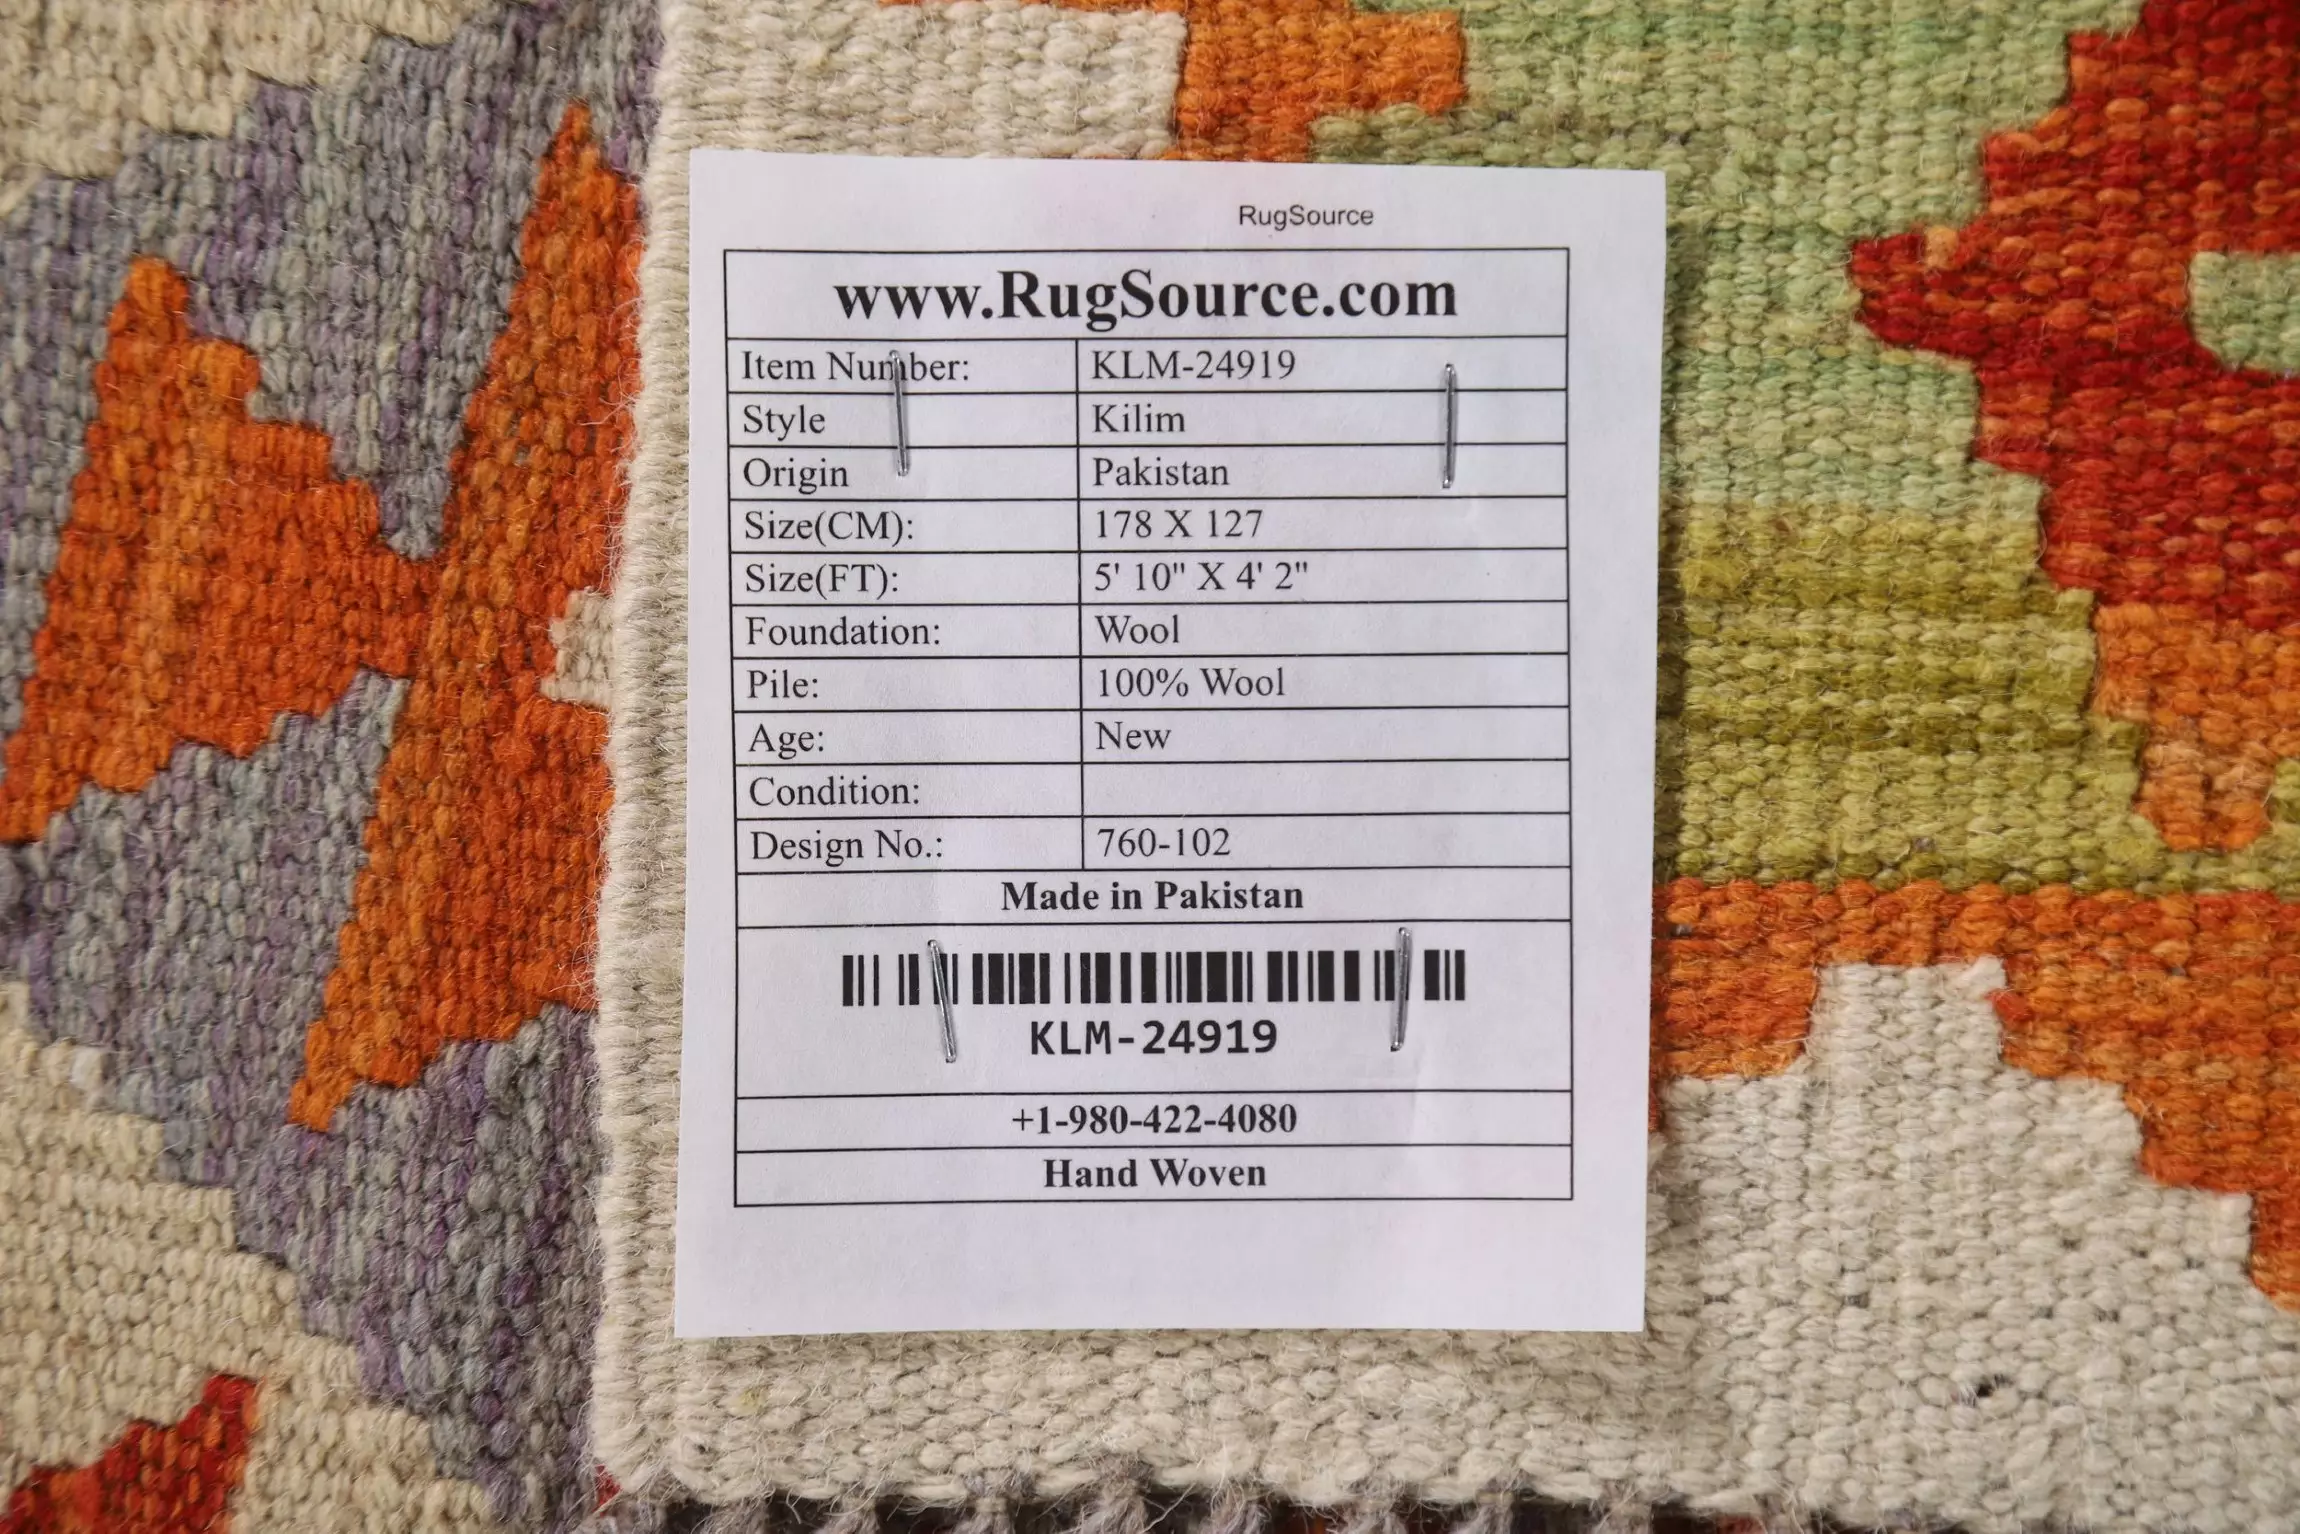 RugSource
www.RugSource.com
Item Number: KLM-24919
Style Kilim
Origin Pakistan
Size(CM): 178 X 127
Size(FT): 5' 10" X 4' 2"
Foundation: Wool
Pile: 100% Wool
Age: New
Condition:
Design No.: 760-102
Made in Pakistan
KLM-24919
+1-980-422-4080
Hand Woven